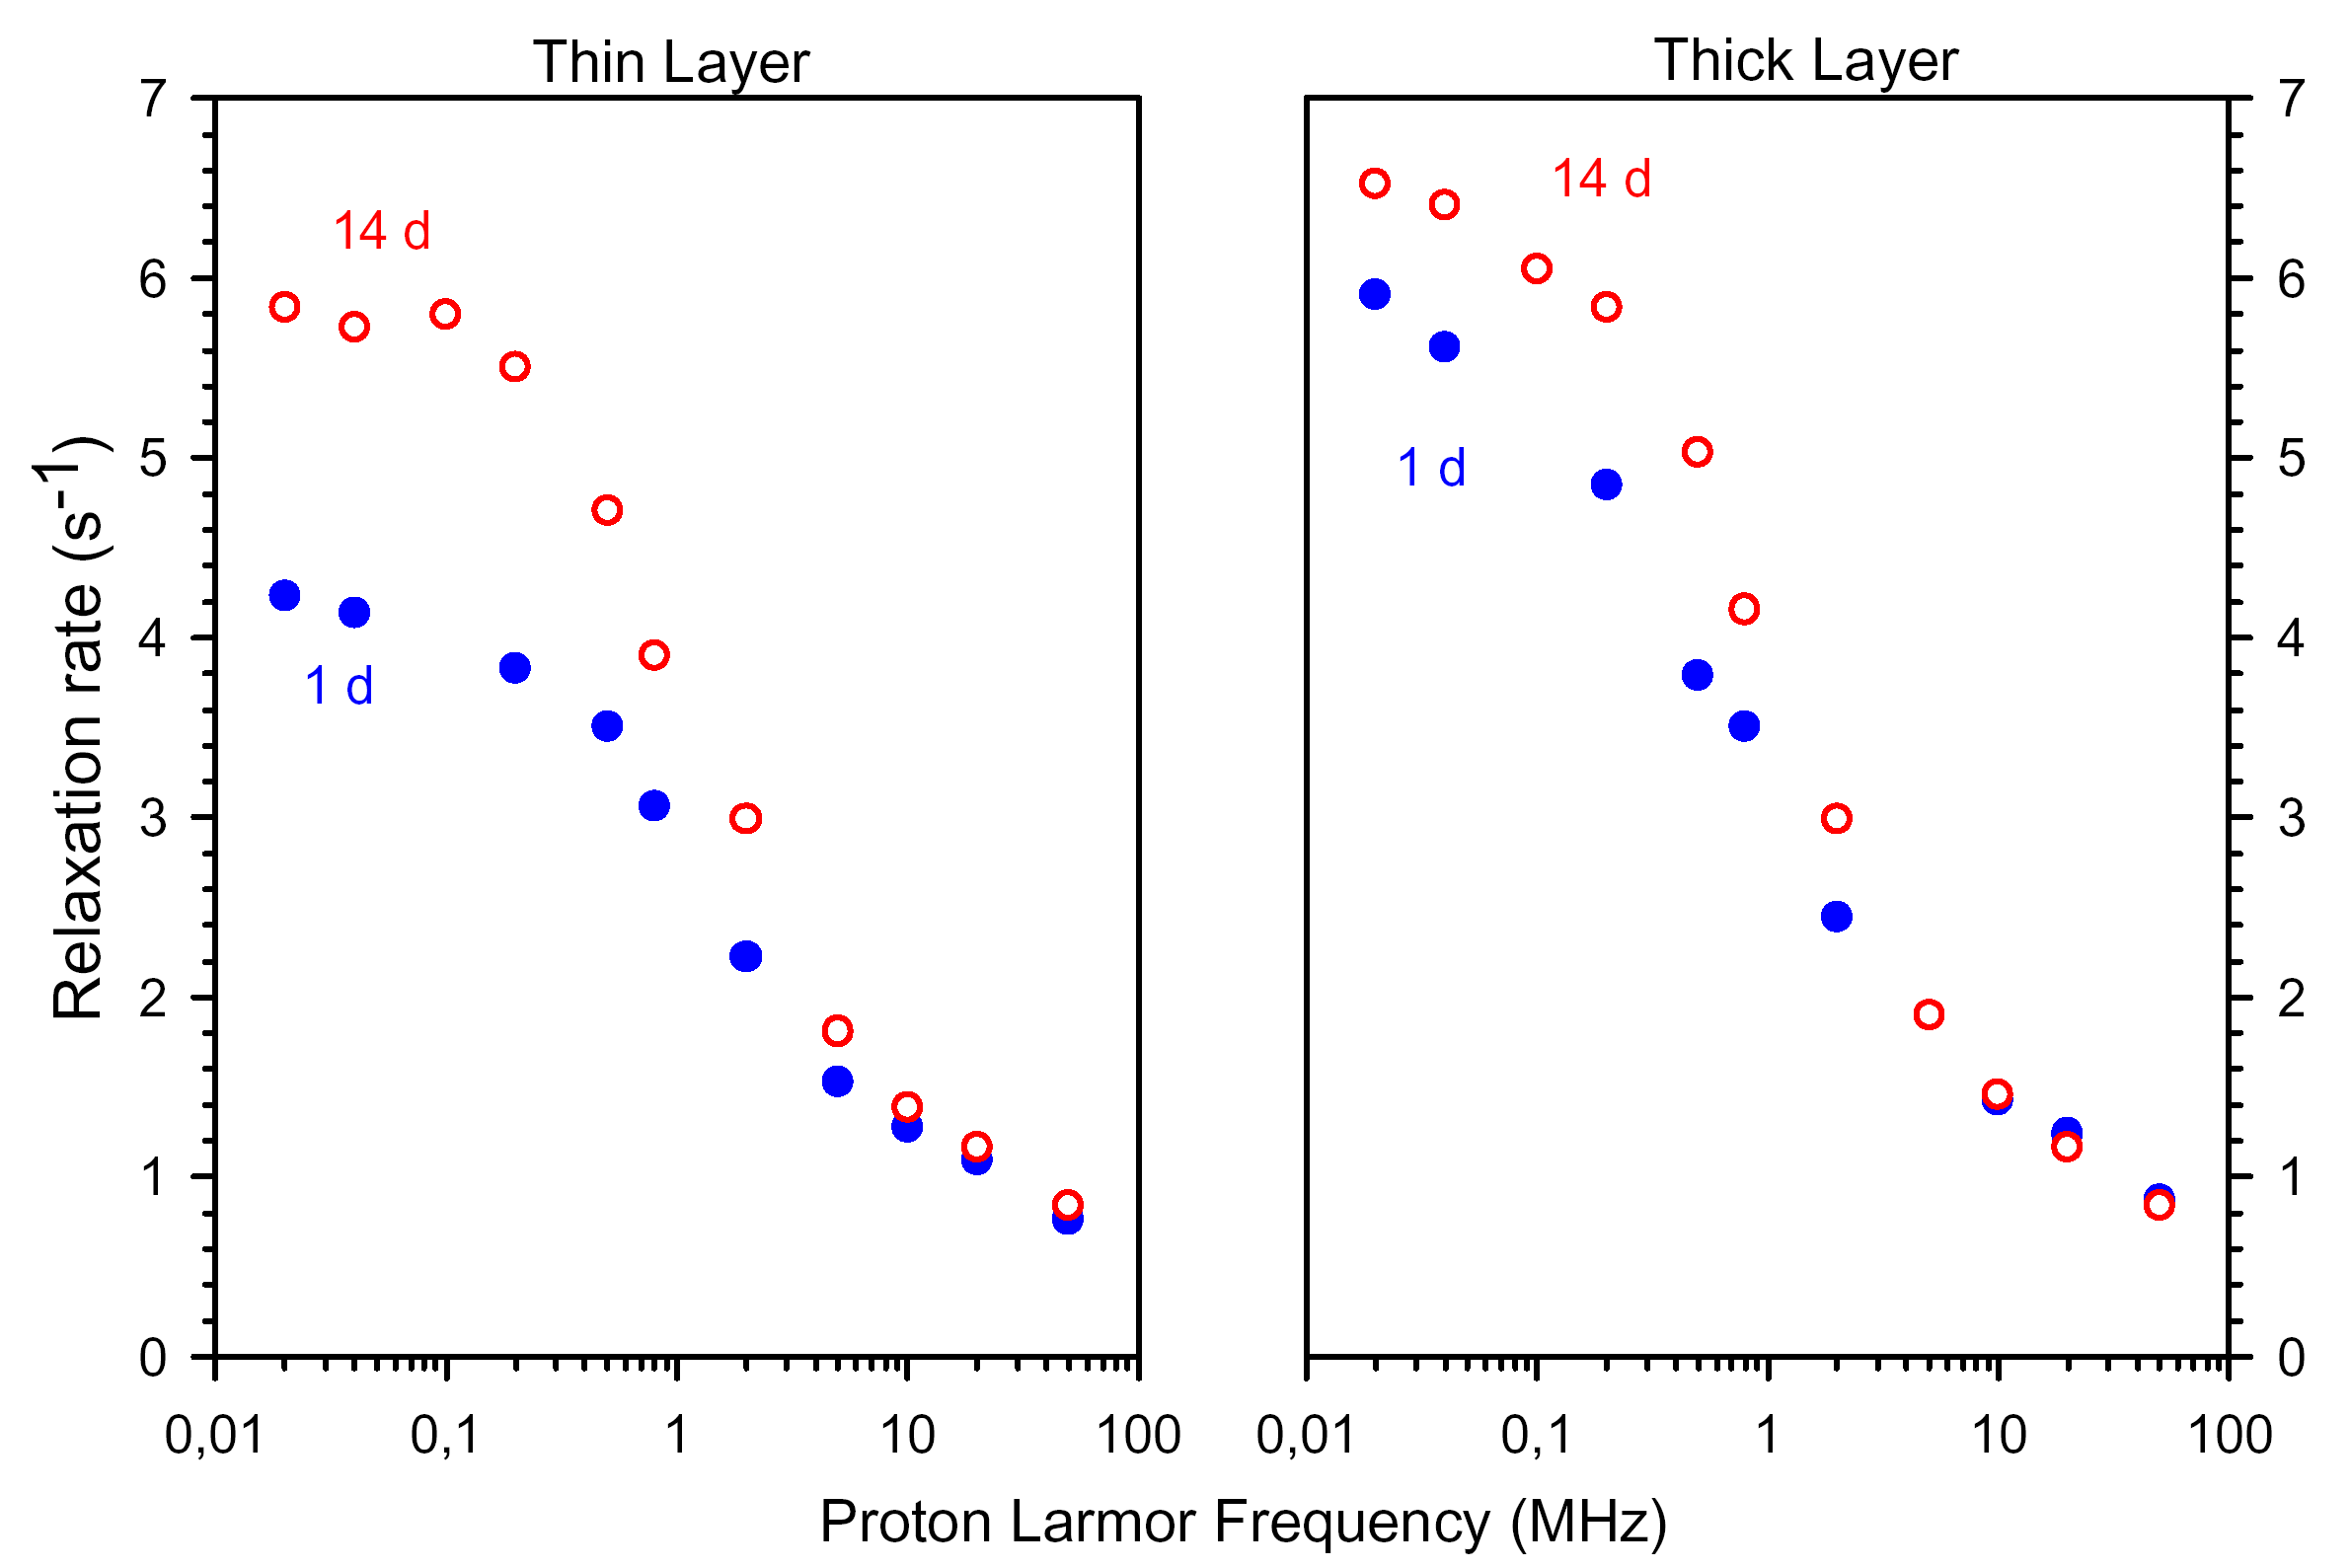 Thin Layer
Thick Layer
7
6
5
4
3
2
1
0
Relaxation rate (s-1)
14 d
1 d
14 d
1 d
7
6
5
4
3
2
1
0
0,01 0,1 1 10 100
0,01 0,1 1 10 100
Proton Larmor Frequency (MHz)